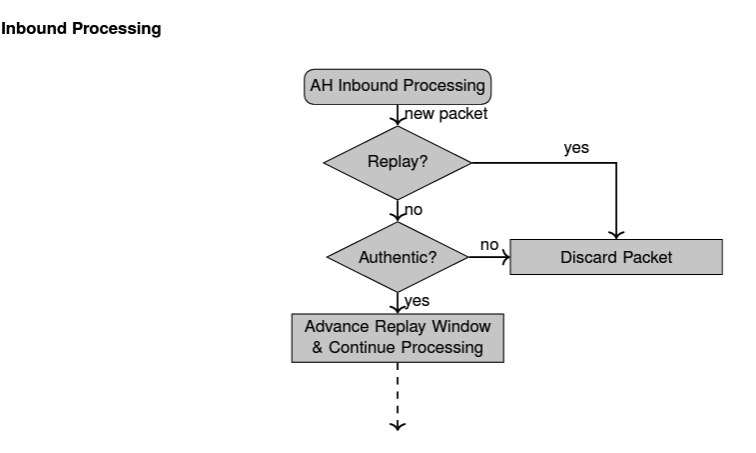 Inbound Processing
AH Inbound Processing
new packet
Replay?
yes
no
Authentic?
no
Discard Packet
yes
Advance Replay Window
& Continue Processing